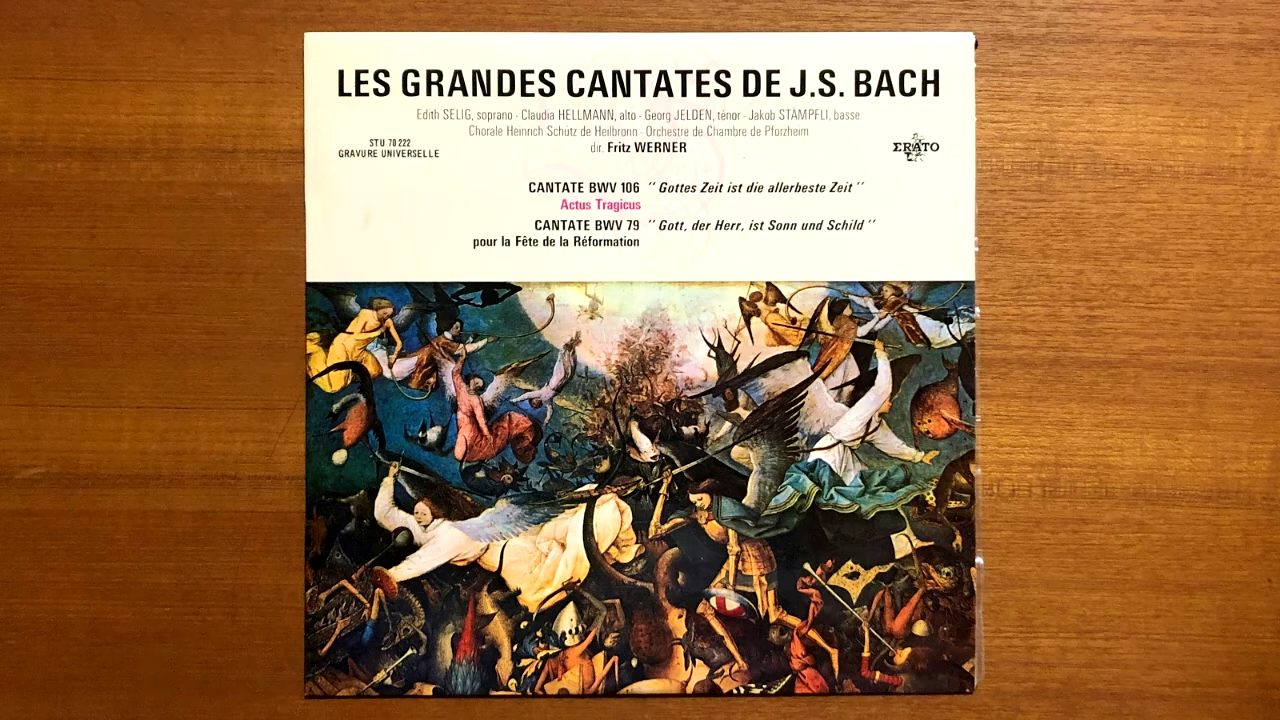 LES GRANDES CANTATES DE J.S. BACH
Edith SELIG, soprano - Claudia HELLMANN, alto - Georg JELDEN, ténor - Jakob STÄMPFLI, basse
Chorale Heinrich Schütz de Heilbronn - Orchestre de Chambre de Pforzheim
dir. Fritz WERNER
STU 70 222
GRAVURE UNIVERSELLE
ERATO
CANTATE BWV 106 " Gottes Zeit ist die allerbeste Zeit "
Actus Tragicus
CANTATE BWV 79 " Gott, der Herr, ist Sonn und Schild "
pour la Fête de la Réformation